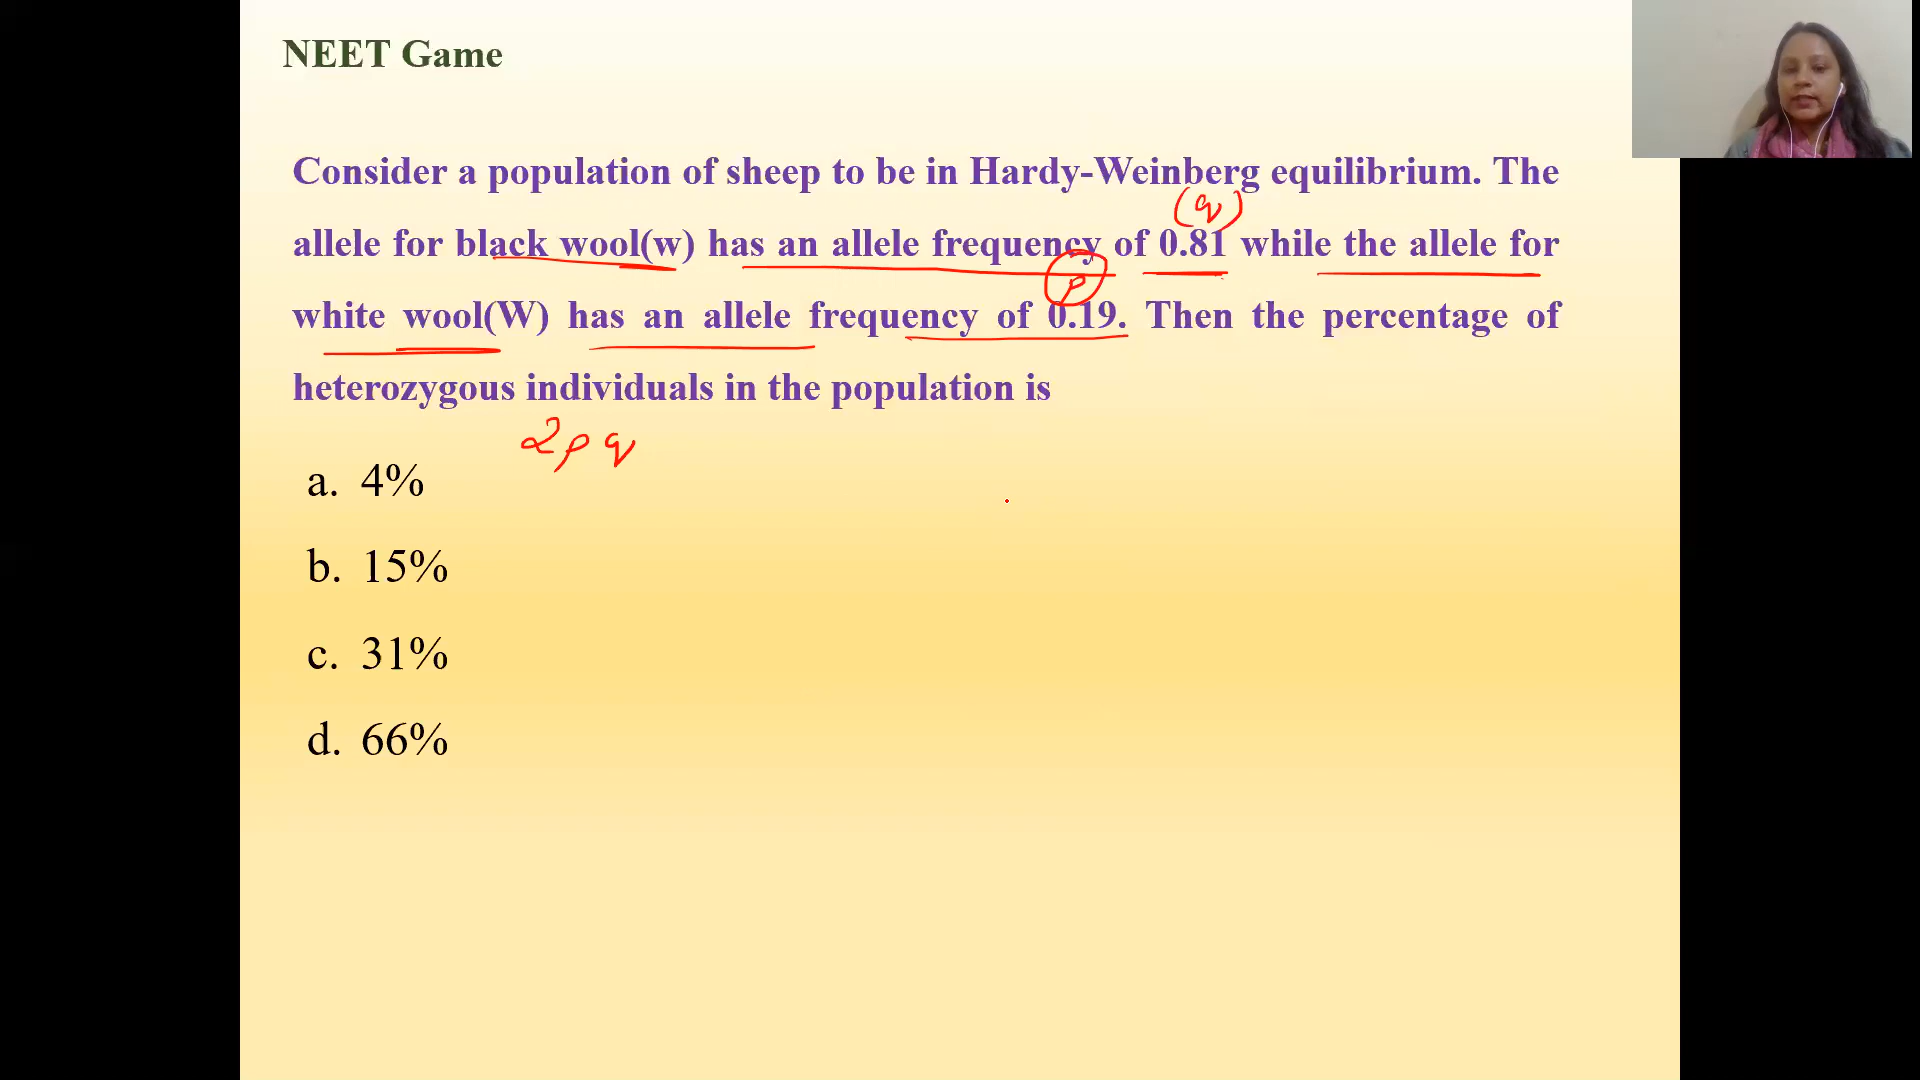 NEET Game
Consider a population of sheep to be in Hardy-Weinberg equilibrium. The
(q)
allele for black wool(w) has an allele frequency of 0.81 while the allele for
p
white wool(W) has an allele frequency of 0.19. Then the percentage of
heterozygous individuals in the population is
2pq
a. 4%
b. 15%
c. 31%
d. 66%